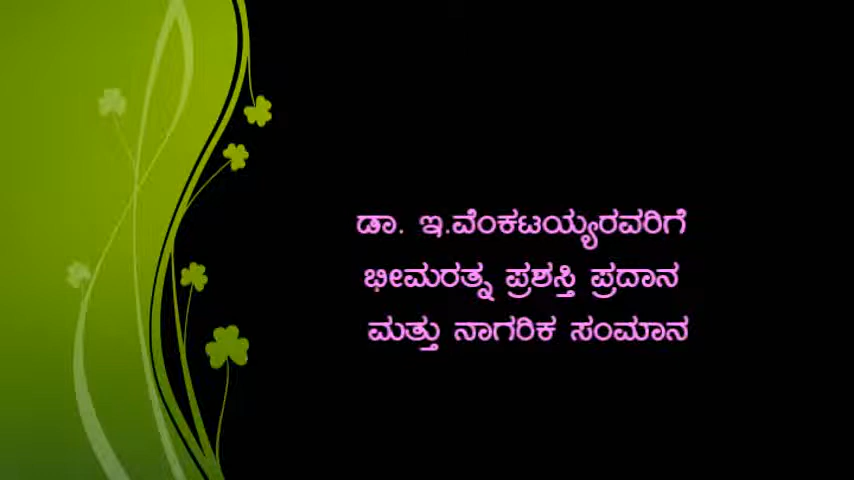 ಡಾ. ಇ.ವೆಂಕಟಯ್ಯರವರಿಗೆ
ಭೀಮರತ್ನ ಪ್ರಶಸ್ತಿ ಪ್ರದಾನ
ಮತ್ತು ನಾಗರಿಕ ಸಂಮಾನ